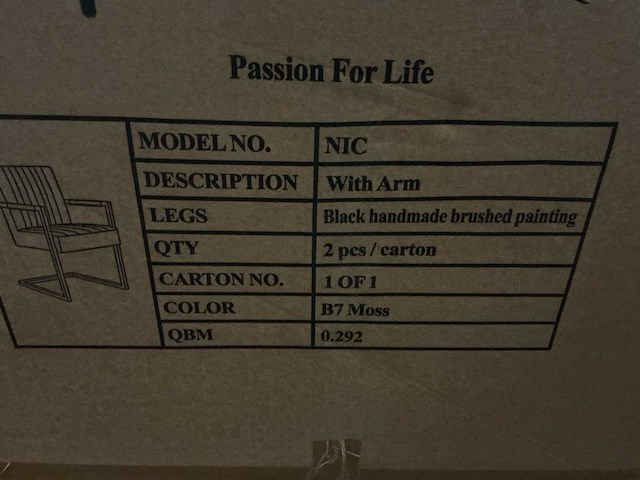 Passion For Life
MODEL NO. NIC
DESCRIPTION With Arm
LEGS Black handmade brushed painting
QTY 2 pcs / carton
CARTON NO. 1 OF 1
COLOR B7 Moss
QBM 0.292